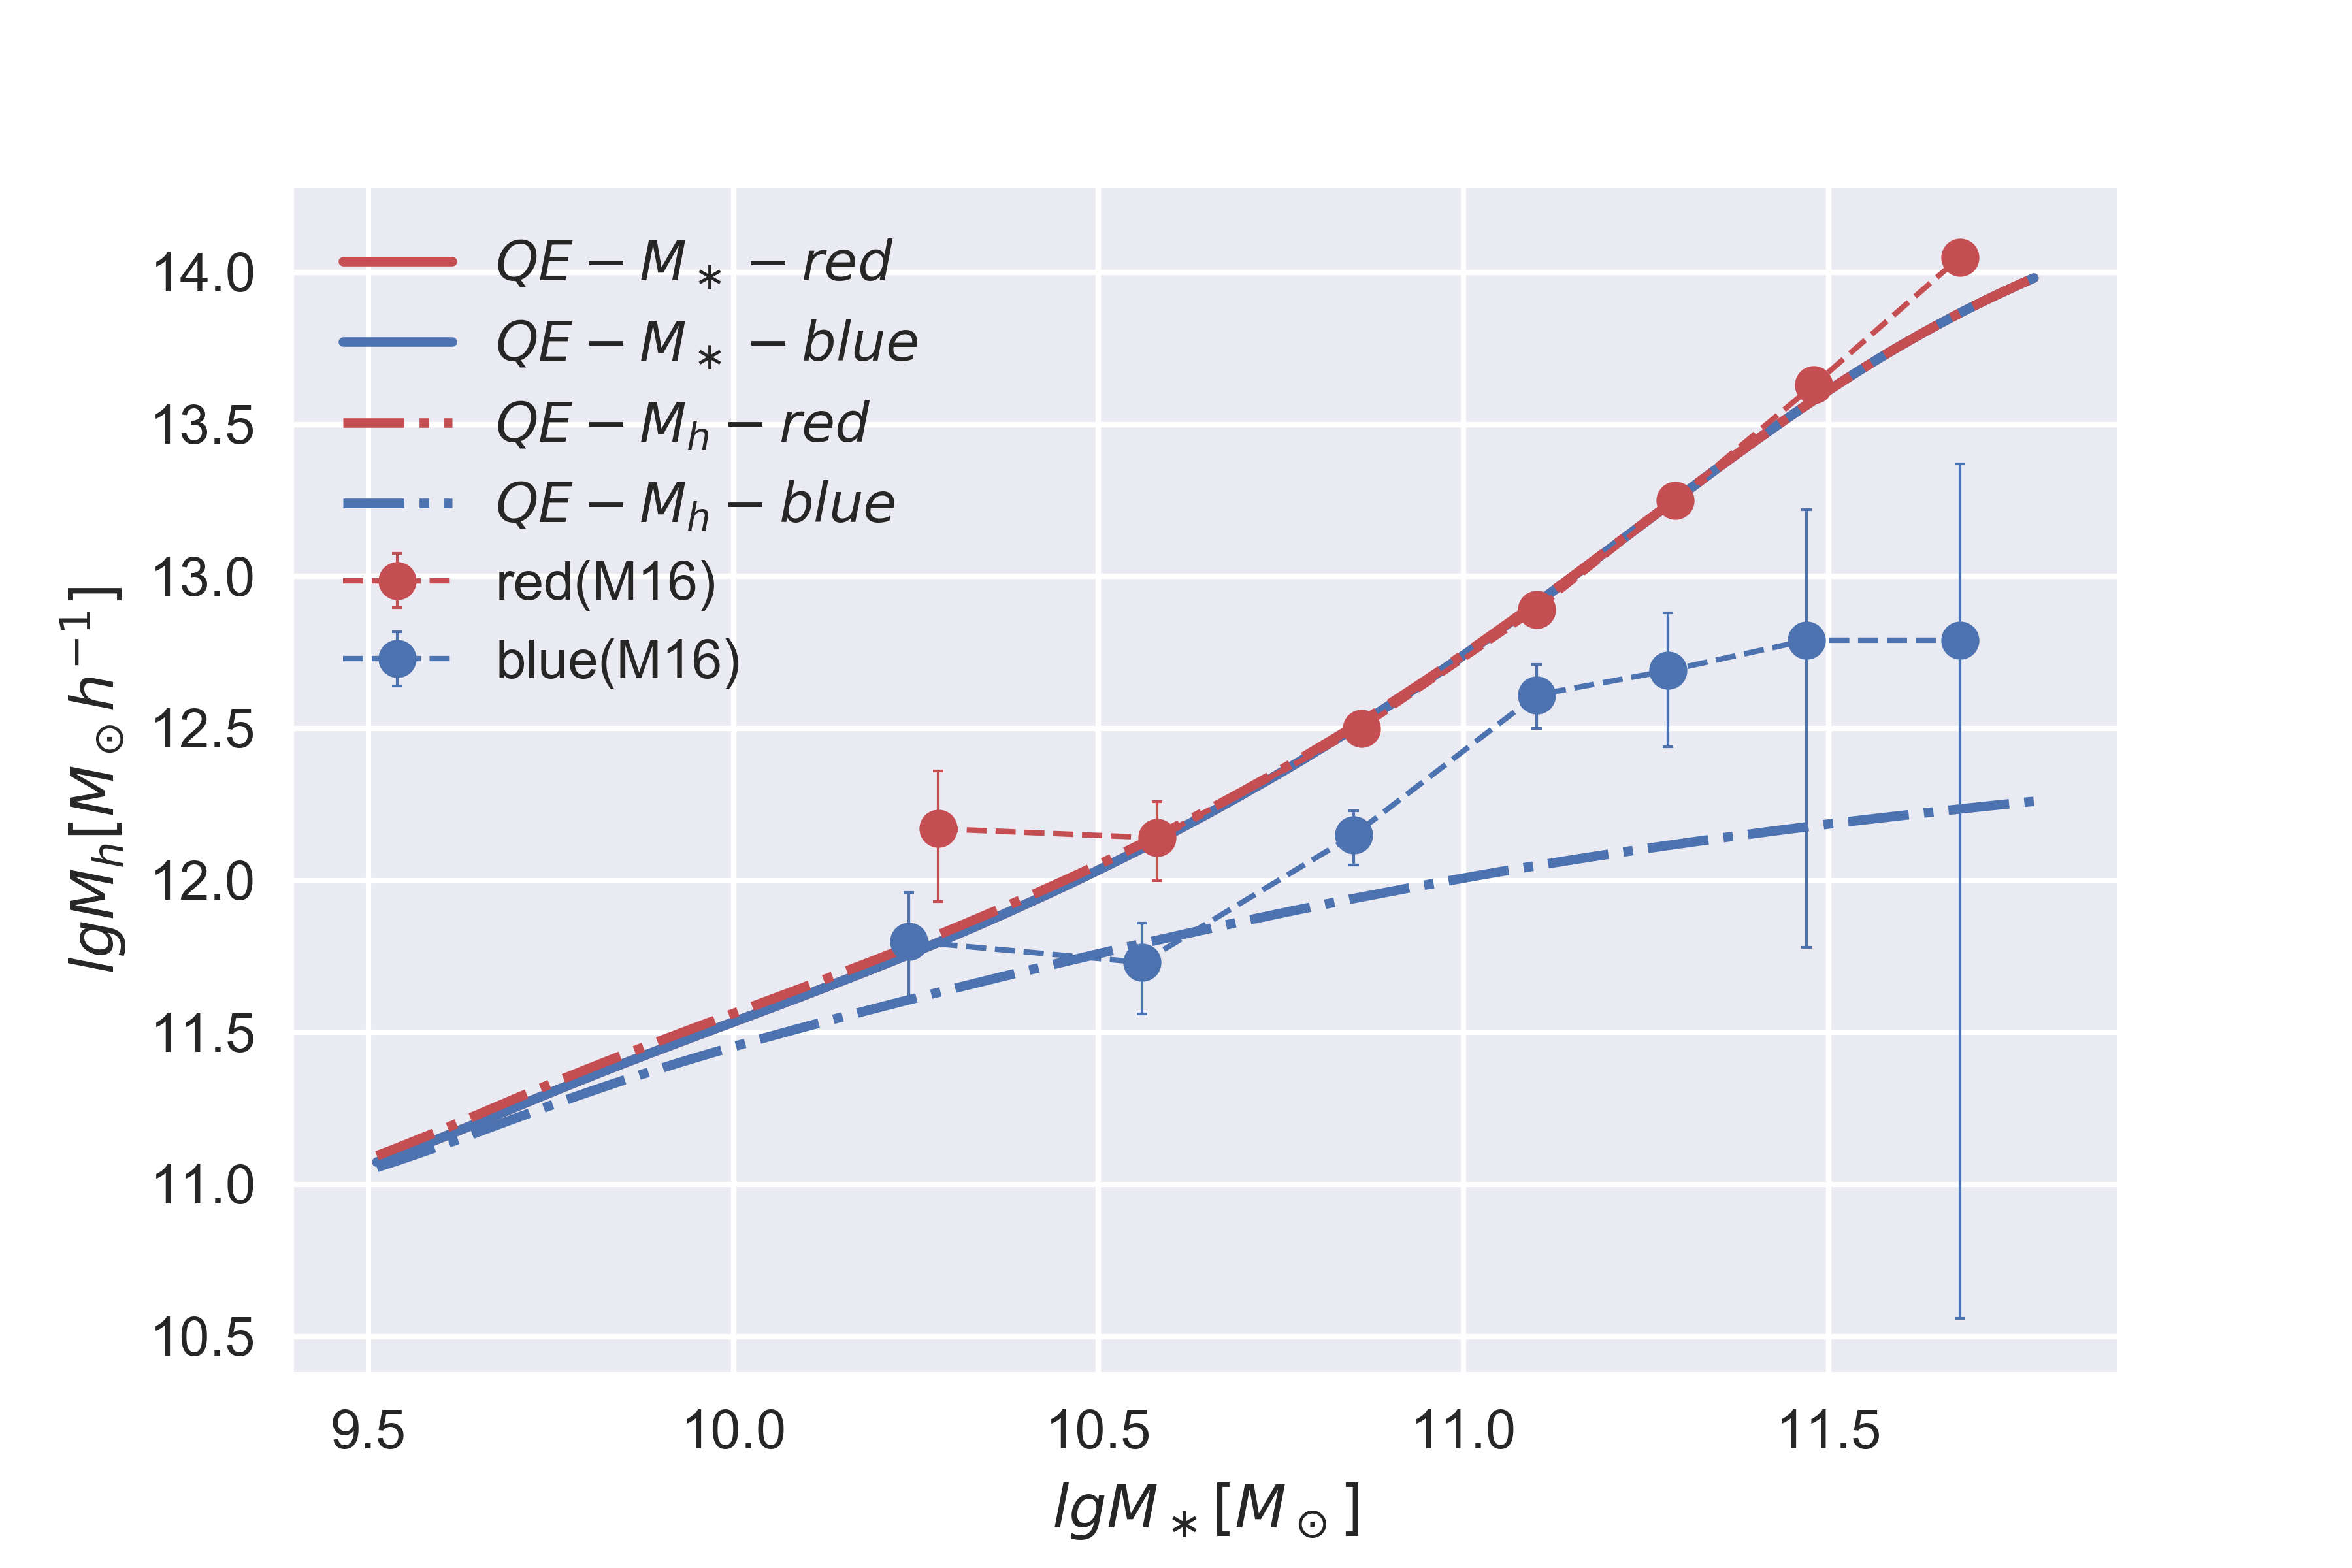 QE − M∗ − red
QE − M∗ − blue
QE − Mₕ − red
QE − Mₕ − blue
red(M16)
blue(M16)
14.0
13.5
13.0
12.5
12.0
11.5
11.0
10.5
lgMₕ[M⊙h⁻¹]
9.5 10.0 10.5 11.0 11.5
lgM∗[M⊙]